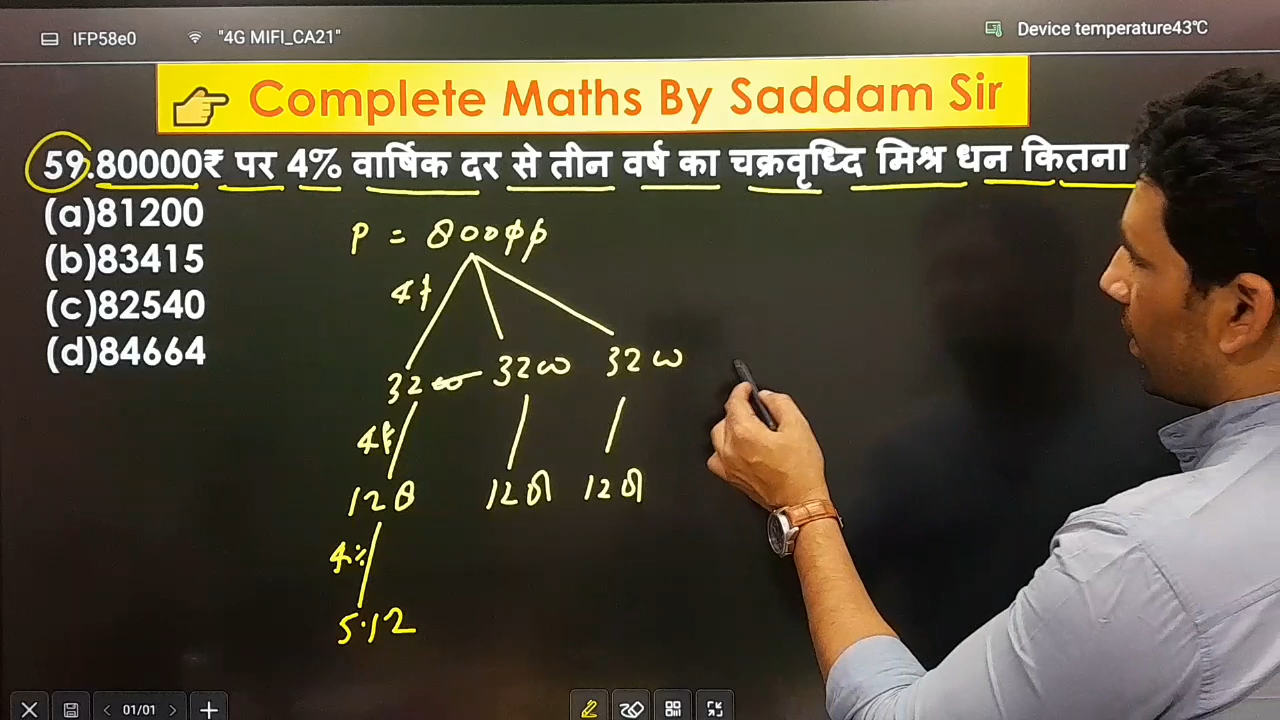 IFP58e0 "4G MIFI_CA21" Device temperature43℃
Complete Maths By Saddam Sir
59.80000₹ पर 4% वार्षिक दर से तीन वर्ष का चक्रवृध्दि मिश्र धन कितना
(a)81200
(b)83415
(c)82540
(d)84664
P = 80000
4%
3200 3200 3200
4%
128 128 128
4%
5.12
01/01